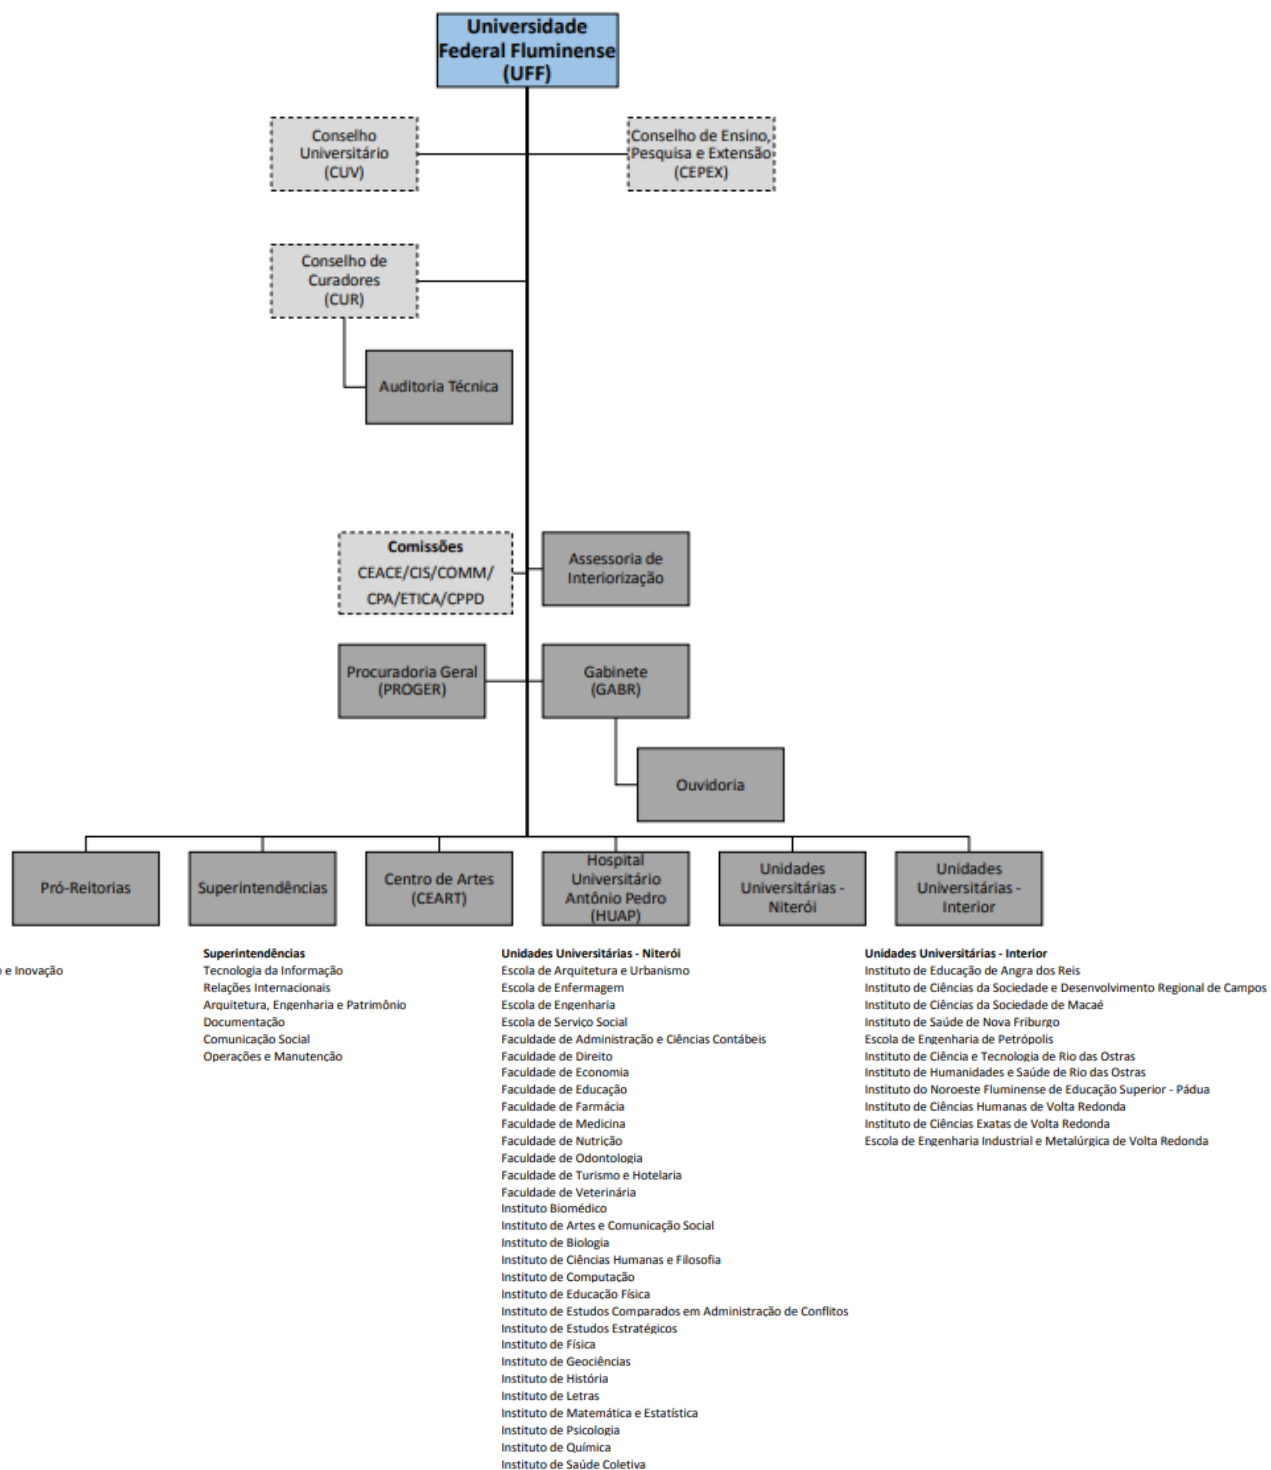 Universidade
Federal Fluminense
(UFF)
Conselho
Universitário
(CUV)
Conselho de Ensino,
Pesquisa e Extensão
(CEPEX)
Conselho de
Curadores
(CUR)
Auditoria Técnica
Comissões
CEACE/CIS/COMM/
CPA/ETICA/CPPD
Assessoria de
Interiorização
Procuradoria Geral
(PROGER)
Gabinete
(GABR)
Ouvidoria
Pró-Reitorias
Superintendências
Centro de Artes
(CEART)
Hospital
Universitário
Antônio Pedro
(HUAP)
Unidades
Universitárias -
Niterói
Unidades
Universitárias -
Interior
e Inovação
Superintendências
Tecnologia da Informação
Relações Internacionais
Arquitetura, Engenharia e Patrimônio
Documentação
Comunicação Social
Operações e Manutenção
Unidades Universitárias - Niterói
Escola de Arquitetura e Urbanismo
Escola de Enfermagem
Escola de Engenharia
Escola de Serviço Social
Faculdade de Administração e Ciências Contábeis
Faculdade de Direito
Faculdade de Economia
Faculdade de Educação
Faculdade de Farmácia
Faculdade de Medicina
Faculdade de Nutrição
Faculdade de Odontologia
Faculdade de Turismo e Hotelaria
Faculdade de Veterinária
Instituto Biomédico
Instituto de Artes e Comunicação Social
Instituto de Biologia
Instituto de Ciências Humanas e Filosofia
Instituto de Computação
Instituto de Educação Física
Instituto de Estudos Comparados em Administração de Conflitos
Instituto de Estudos Estratégicos
Instituto de Física
Instituto de Geociências
Instituto de História
Instituto de Letras
Instituto de Matemática e Estatística
Instituto de Psicologia
Instituto de Química
Instituto de Saúde Coletiva
Unidades Universitárias - Interior
Instituto de Educação de Angra dos Reis
Instituto de Ciências da Sociedade e Desenvolvimento Regional de Campos
Instituto de Ciências da Sociedade de Macaé
Instituto de Saúde de Nova Friburgo
Escola de Engenharia de Petrópolis
Instituto de Ciência e Tecnologia de Rio das Ostras
Instituto de Humanidades e Saúde de Rio das Ostras
Instituto do Noroeste Fluminense de Educação Superior - Pádua
Instituto de Ciências Humanas de Volta Redonda
Instituto de Ciências Exatas de Volta Redonda
Escola de Engenharia Industrial e Metalúrgica de Volta Redonda